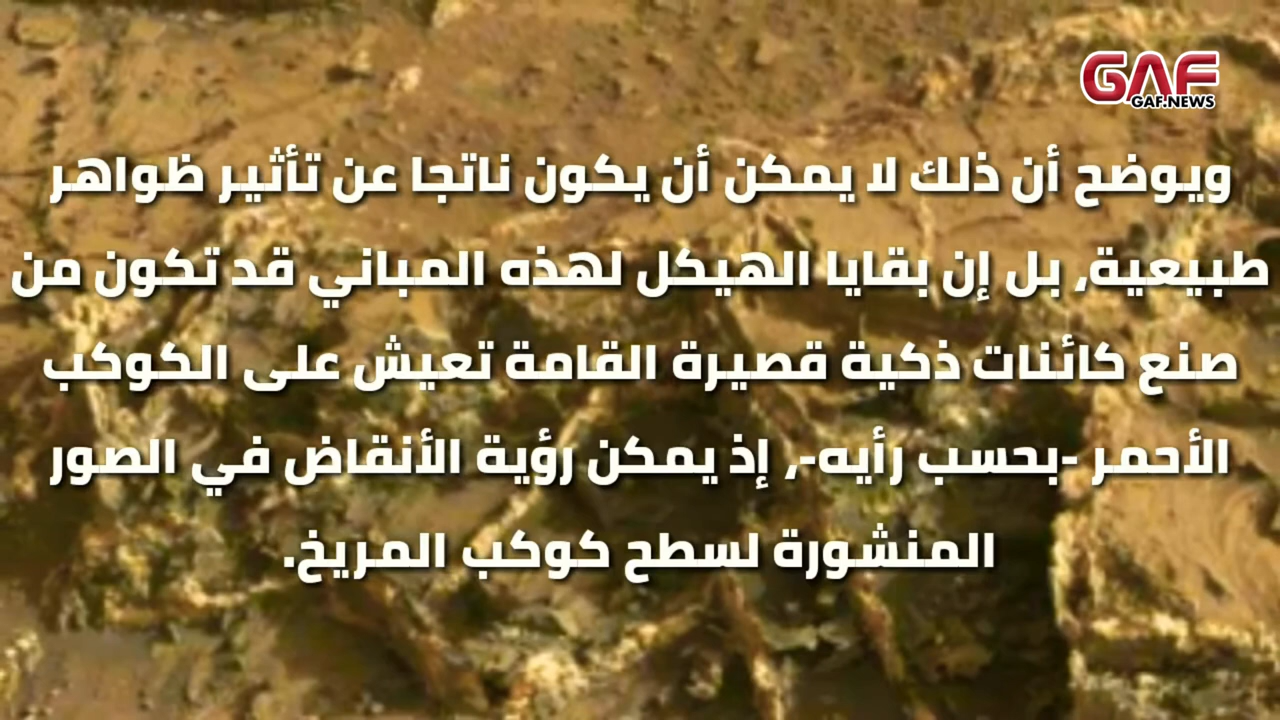 GAF
GAF.NEWS
ويوضح أن ذلك لا يمكن أن يكون ناتجا عن تأثير ظواهر
طبيعية, بل إن بقايا الهيكل لهذه المباني قد تكون من
صنع كائنات ذكية قصيرة القامة تعيش على الكوكب
الأحمر -بحسب رأيه-, إذ يمكن رؤية الأنقاض في الصور
المنشورة لسطح كوكب المريخ.